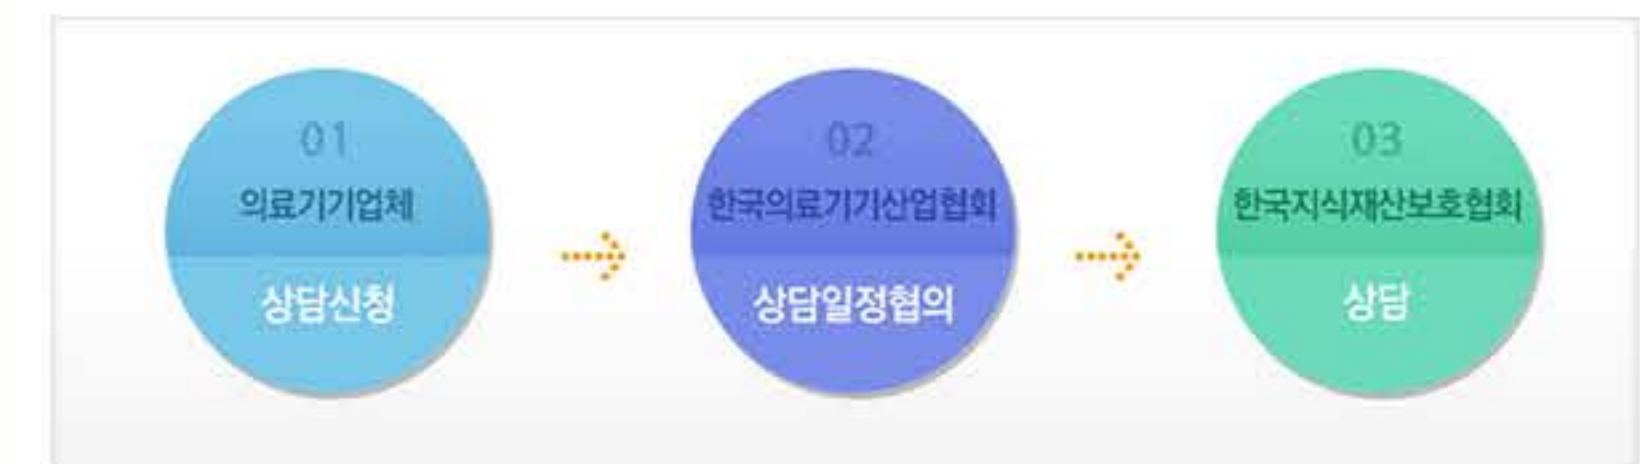 01
의료기기업체
상담신청
02
한국의료기기산업협회
상담일정협의
03
한국지식재산보호협회
상담